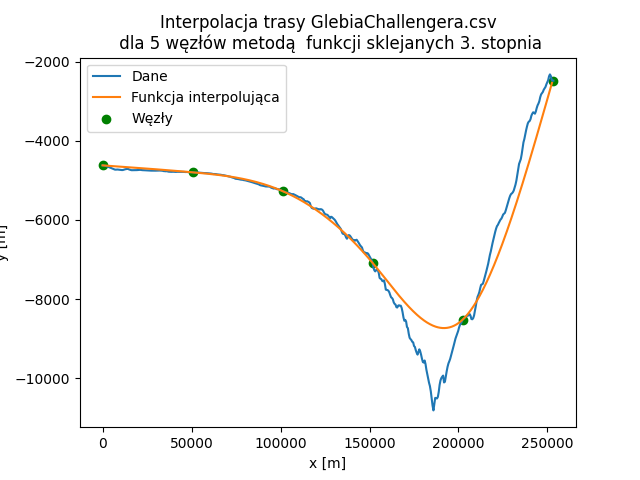 Interpolacja trasy GlebiaChallengera.csv
dla 5 węzłów metodą  funkcji sklejanych 3. stopnia
Dane
Funkcja interpolująca
Węzły
y [m]
−2000
−4000
−6000
−8000
−10000
0
50000
100000
150000
200000
250000
x [m]